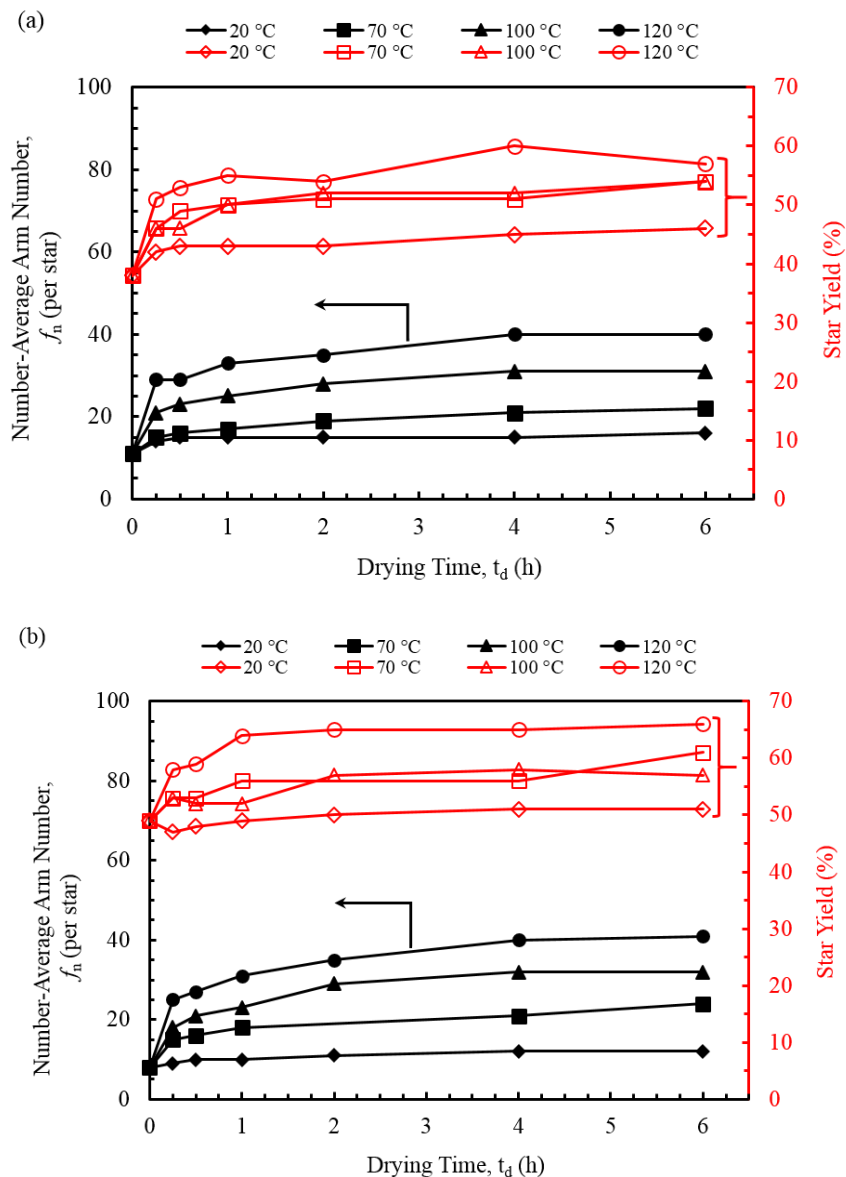 (a)
20 °C 70 °C 100 °C 120 °C
20 °C 70 °C 100 °C 120 °C
100
80
60
40
20
0
Number-Average Arm Number,
fn (per star)
70
60
50
40
30
20
10
0
Star Yield (%)
0 1 2 3 4 5 6
Drying Time, td (h)
(b)
20 °C 70 °C 100 °C 120 °C
20 °C 70 °C 100 °C 120 °C
100
80
60
40
20
0
Number-Average Arm Number,
fn (per star)
70
60
50
40
30
20
10
0
Star Yield (%)
0 1 2 3 4 5 6
Drying Time, td (h)